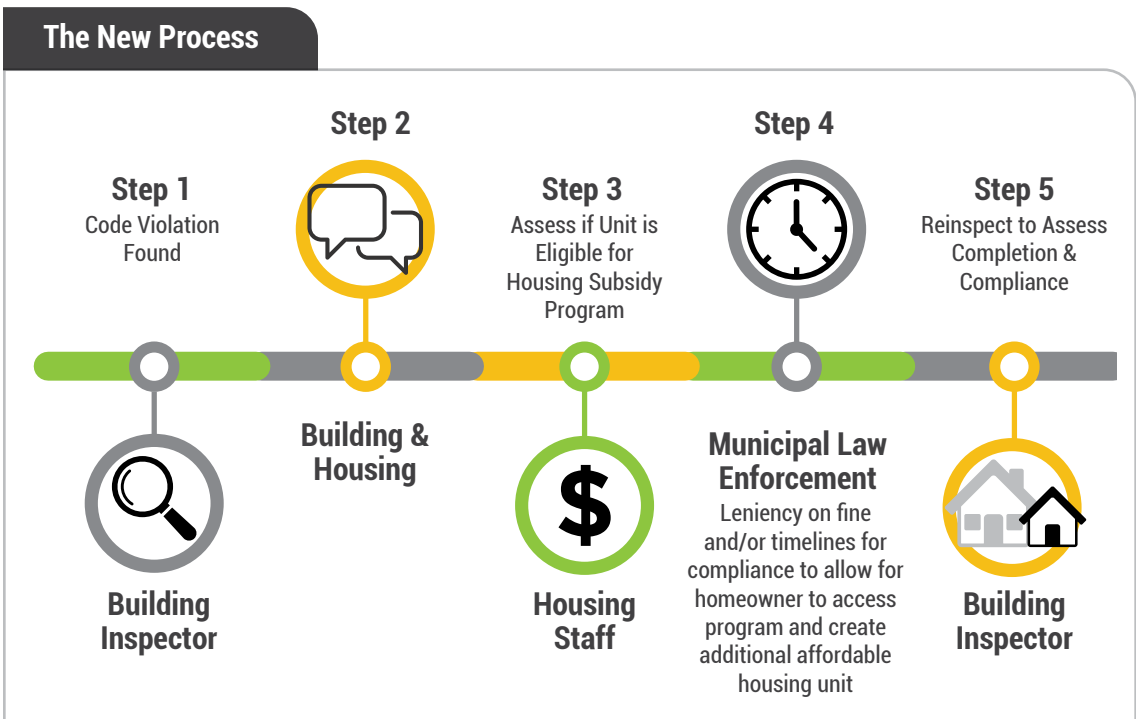 The New Process
Step 1
Code Violation
Found
Building
Inspector
Step 2
Building &
Housing
Step 3
Assess if Unit is
Eligible for
Housing Subsidy
Program
$
Housing
Staff
Step 4
Municipal Law
Enforcement
Leniency on fine
and/or timelines for
compliance to allow for
homeowner to access
program and create
additional affordable
housing unit
Step 5
Reinspect to Assess
Completion &
Compliance
Building
Inspector